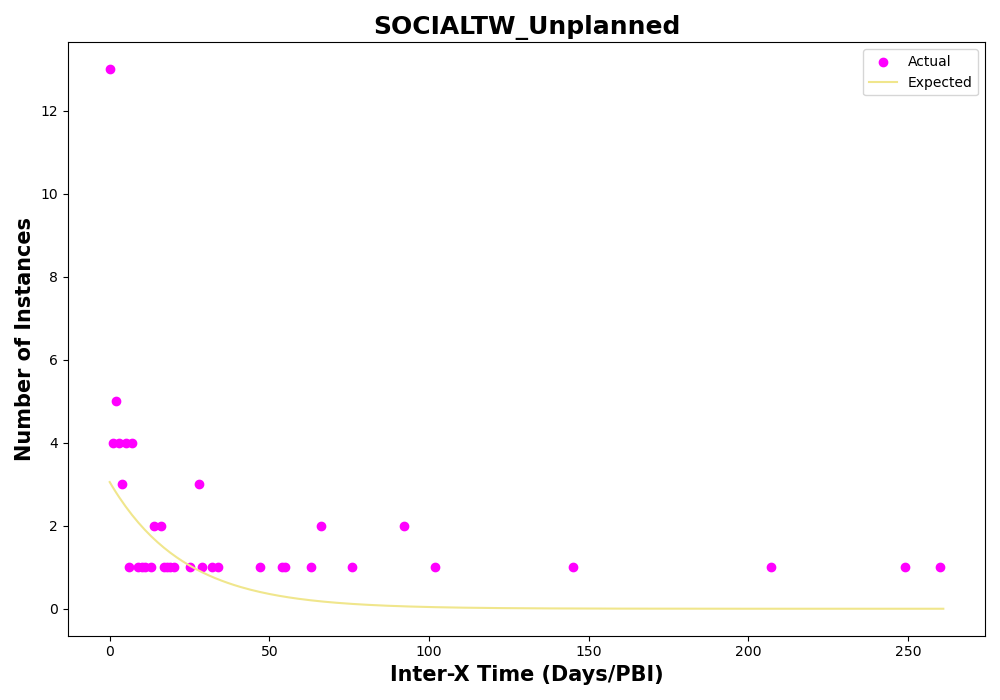 SOCIALTW_Unplanned
Actual
Expected
Number of Instances
12
10
8
6
4
2
0
0 50 100 150 200 250
Inter-X Time (Days/PBI)